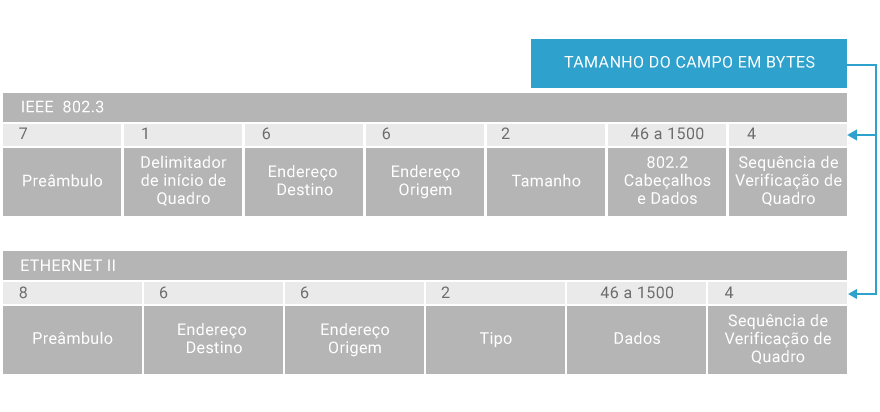 TAMANHO DO CAMPO EM BYTES
IEEE 802.3
7 1 6 6 2 46 a 1500 4
Preâmbulo
Delimitador
de início de
Quadro
Endereço
Destino
Endereço
Origem
Tamanho
802.2
Cabeçalhos
e Dados
Sequência de
Verificação de
Quadro
ETHERNET II
8 6 6 2 46 a 1500 4
Preâmbulo
Endereço
Destino
Endereço
Origem
Tipo
Dados
Sequência de
Verificação de
Quadro